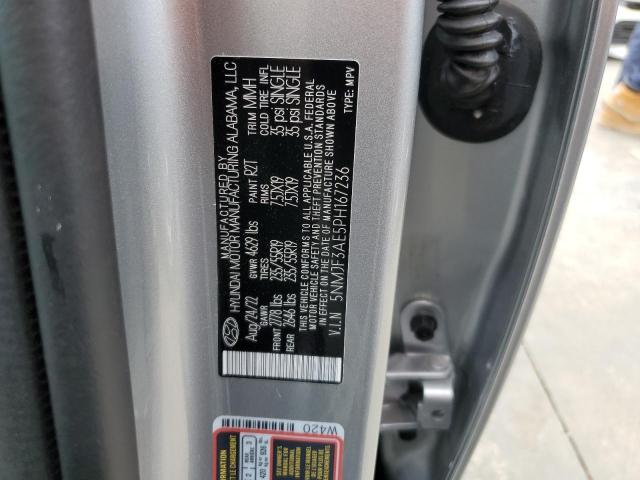 MANUFACTURED BY
HYUNDAI MOTOR MANUFACTURING ALABAMA, LLC
Aug/24/22 GVWR 4629 lbs PAINT R2T TRIM MMH
GAWR TIRES RIMS COLD TIRE INFL
FRONT 2778 lbs 235/55R19 7.5JX19 35 psi SINGLE
REAR 2646 lbs 235/55R19 7.5JX19 35 psi SINGLE
THIS VEHICLE CONFORMS TO ALL APPLICABLE U.S.A. FEDERAL
MOTOR VEHICLE SAFETY AND THEFT PREVENTION STANDARDS
IN EFFECT ON THE DATE OF MANUFACTURE SHOWN ABOVE
V.I.N 5NMJF3AE5PH167236 TYPE: MPV
W420